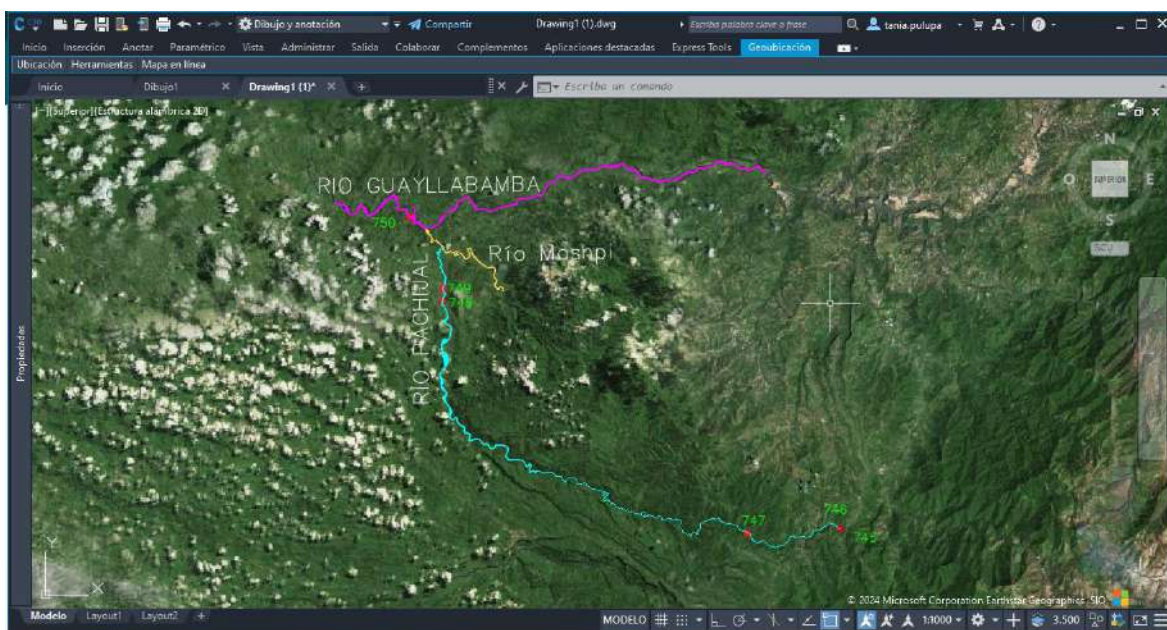 Dibujo y anotación
Compartir
Drawing1 (1).dwg
Escriba palabra clave o frase
tania.pulupa
Inicio Inserción Anotar Paramétrico Vista Administrar Salida Colaborar Complementos Aplicaciones destacadas Express Tools Geoubicación
Ubicación Herramientas Mapa en línea
Inicio Dibujo1 Drawing1 (1)*
Escriba un comando
[−][Superior][Estructura alámbrica 2D]
N
O SUPERIOR E
S
RIO GUAYLLABAMBA
750
Río Mashpi
749
RIO PACHIJAL
Propiedades
747
746
745
Y
X
© 2024 Microsoft Corporation Earthstar Geographics SIO
Modelo Layout1 Layout2 +
MODELO
1:1000
3.500